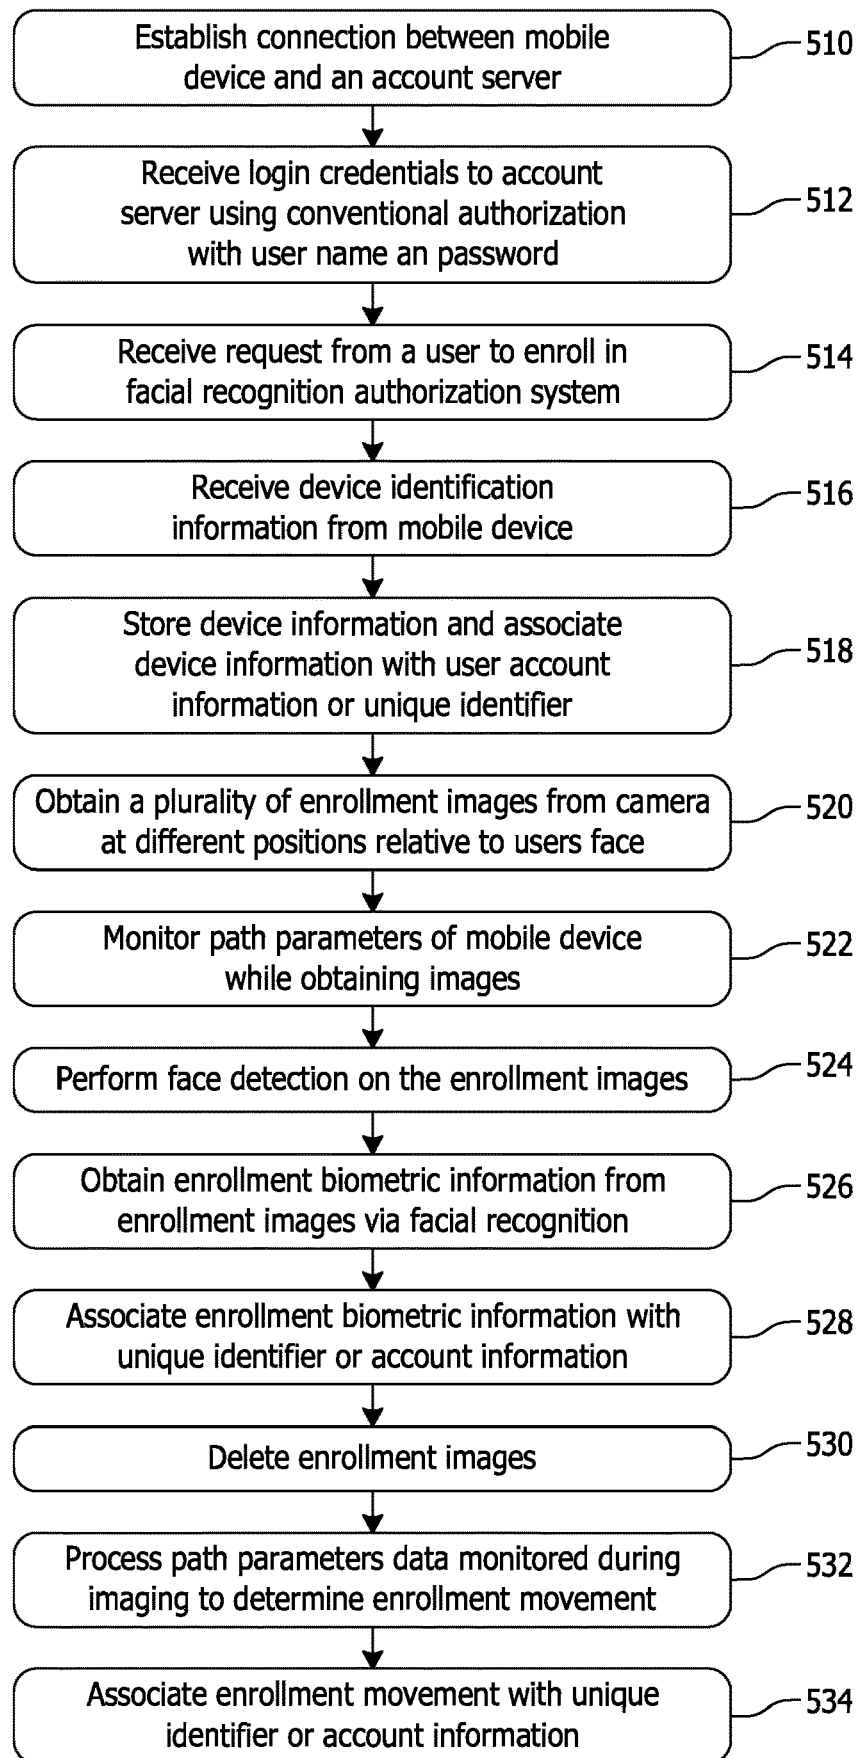 Establish connection between mobile
device and an account server
510
Receive login credentials to account
server using conventional authorization
with user name an password
512
Receive request from a user to enroll in
facial recognition authorization system
514
Receive device identification
information from mobile device
516
Store device information and associate
device information with user account
information or unique identifier
518
Obtain a plurality of enrollment images from camera
at different positions relative to users face
520
Monitor path parameters of mobile device
while obtaining images
522
Perform face detection on the enrollment images
524
Obtain enrollment biometric information from
enrollment images via facial recognition
526
Associate enrollment biometric information with
unique identifier or account information
528
Delete enrollment images
530
Process path parameters data monitored during
imaging to determine enrollment movement
532
Associate enrollment movement with unique
identifier or account information
534